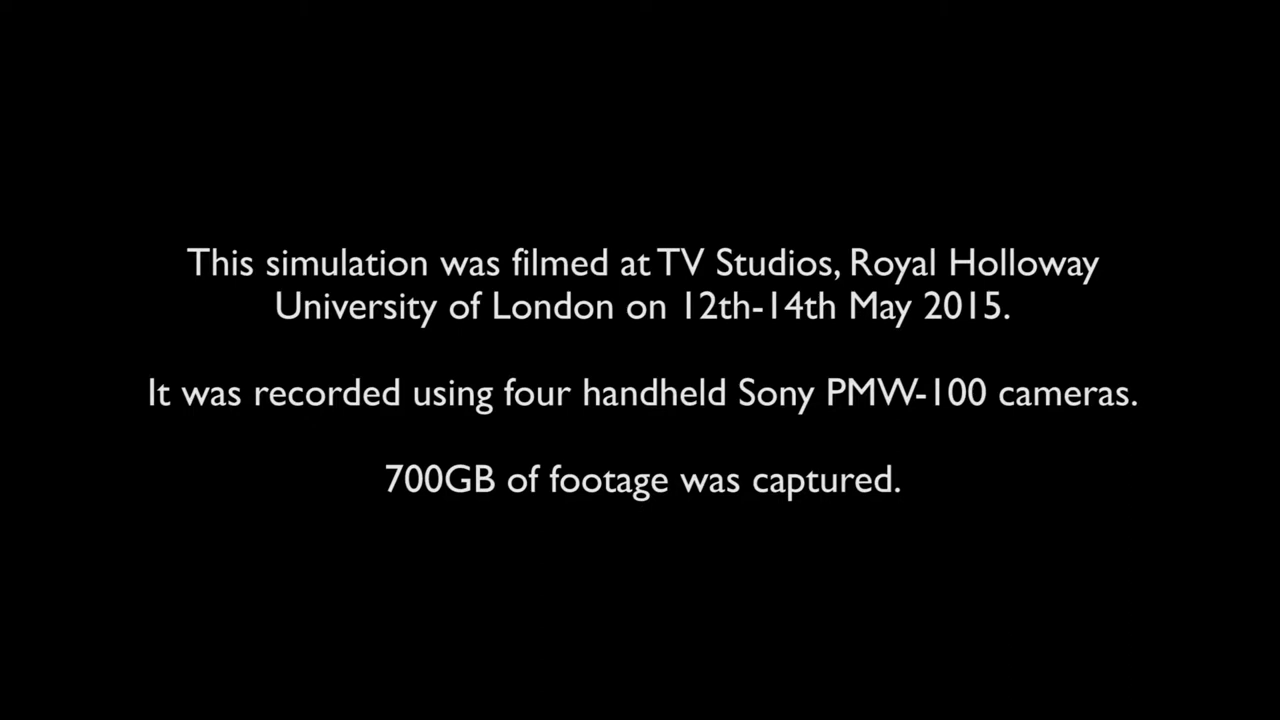 This simulation was filmed at TV Studios, Royal Holloway
University of London on 12th-14th May 2015.
It was recorded using four handheld Sony PMW-100 cameras.
700GB of footage was captured.